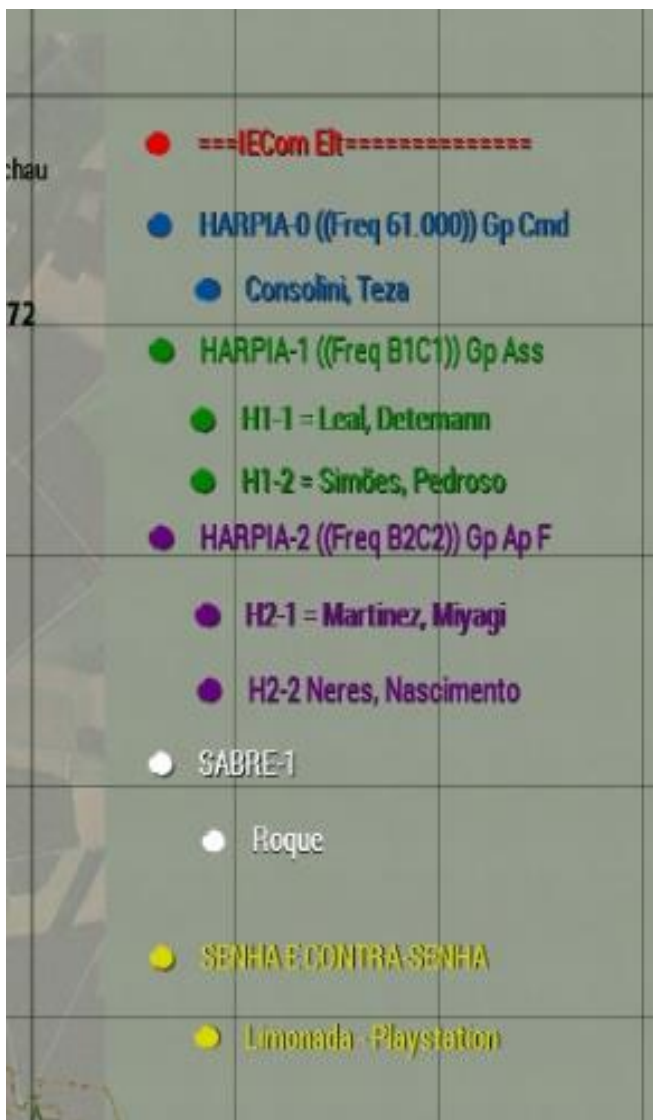 ===IECom Elt==============
chau
HARPIA-0 ((Freq 61.000)) Gp Cmd
Consolini, Teza
72
HARPIA-1 ((Freq B1C1)) Gp Ass
H1-1 = Leal, Detemann
H1-2 = Simões, Pedroso
HARPIA-2 ((Freq B2C2)) Gp Ap F
H2-1 = Martinez, Miyagi
H2-2 Neres, Nascimento
SABRE-1
Roque
SENHA E CONTRA-SENHA
Limonada - Playstation